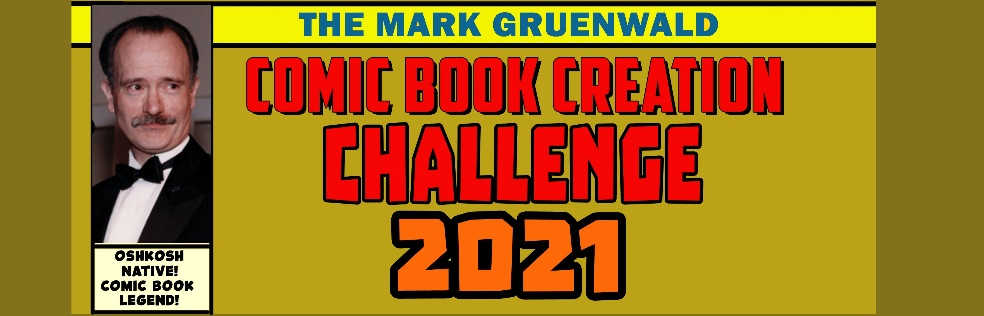 THE MARK GRUENWALD
COMIC BOOK CREATION
CHALLENGE
2021
OSHKOSH
NATIVE!
COMIC BOOK
LEGEND!